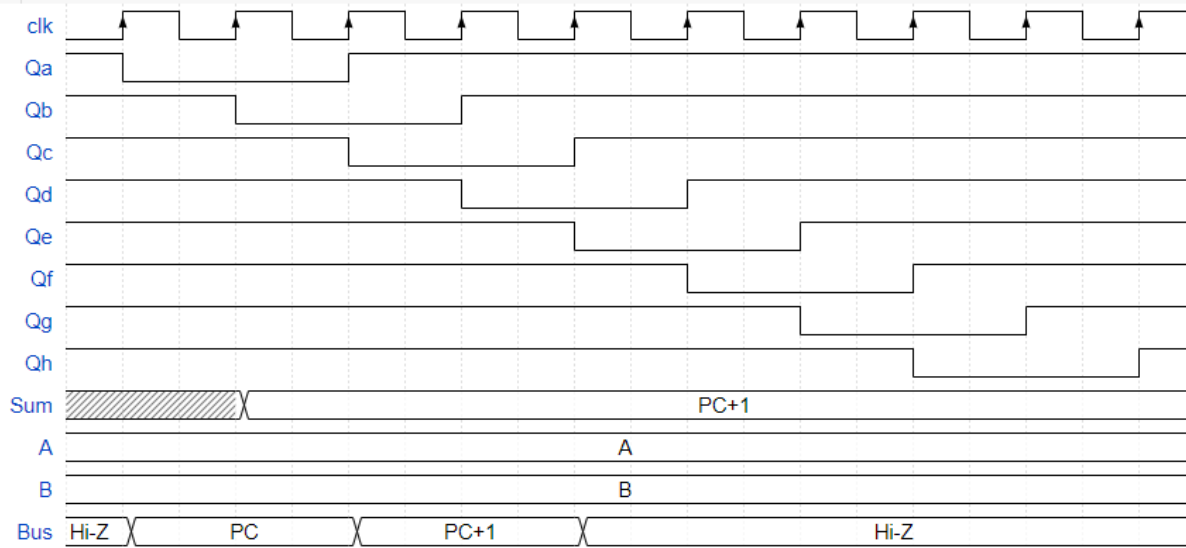 clk
Qa
Qb
Qc
Qd
Qe
Qf
Qg
Qh
Sum PC+1
A A
B B
Bus Hi-Z PC PC+1 Hi-Z